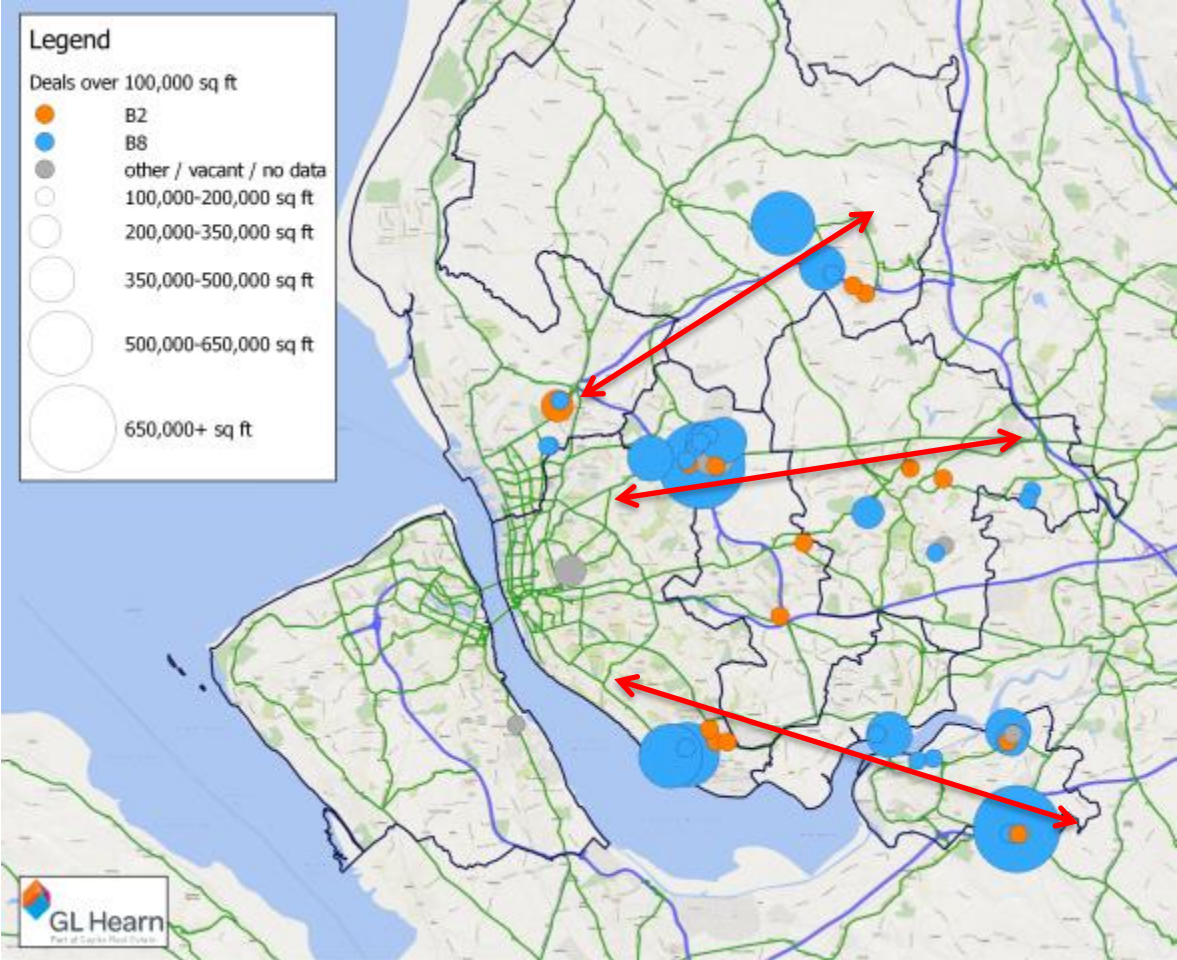 Legend
Deals over 100,000 sq ft
B2
B8
other / vacant / no data
100,000-200,000 sq ft
200,000-350,000 sq ft
350,000-500,000 sq ft
500,000-650,000 sq ft
650,000+ sq ft
GL Hearn
Part of Capita Real Estate